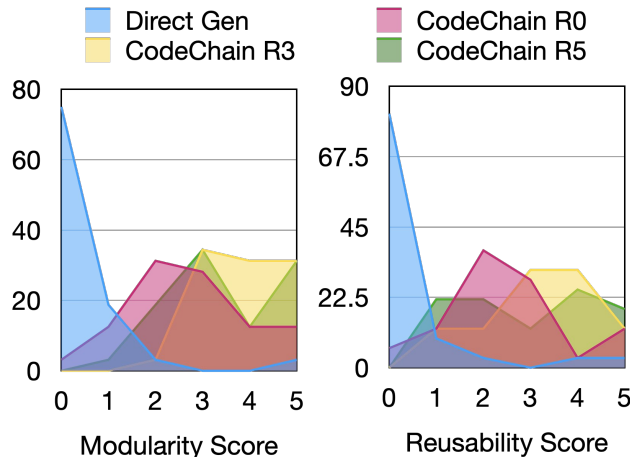 Direct Gen
CodeChain R3
CodeChain R0
CodeChain R5
80
60
40
20
0
0 1 2 3 4 5
Modularity Score
90
67.5
45
22.5
0
0 1 2 3 4 5
Reusability Score